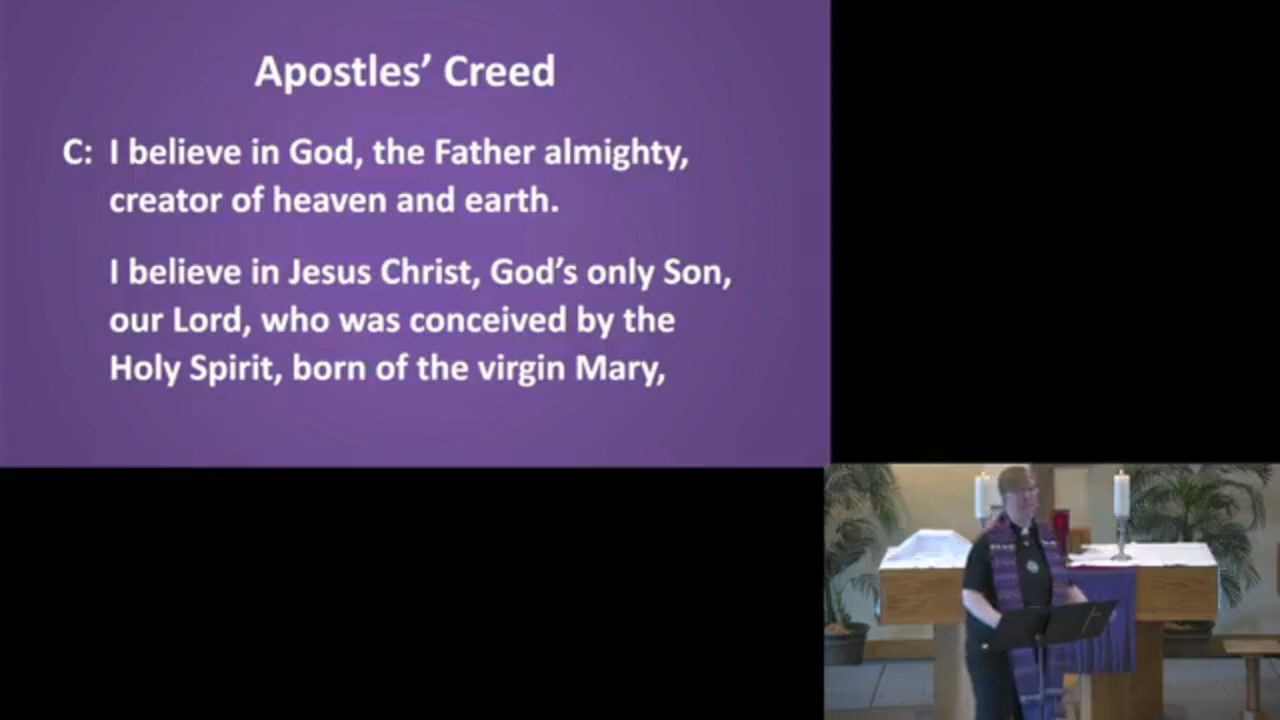 Apostles’ Creed
C: I believe in God, the Father almighty,
creator of heaven and earth.
I believe in Jesus Christ, God’s only Son,
our Lord, who was conceived by the
Holy Spirit, born of the virgin Mary,